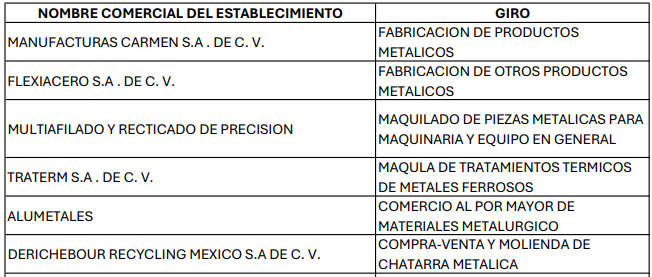 NOMBRE COMERCIAL DEL ESTABLECIMIENTO GIRO
MANUFACTURAS CARMEN S.A . DE C. V. FABRICACION DE PRODUCTOS
METALICOS
FLEXIACERO S.A . DE C. V. FABRICACION DE OTROS PRODUCTOS
METALICOS
MULTIAFILADO Y RECTICADO DE PRECISION MAQUILADO DE PIEZAS METALICAS PARA
MAQUINARIA Y EQUIPO EN GENERAL
TRATERM S.A . DE C. V. MAQULA DE TRATAMIENTOS TERMICOS
DE METALES FERROSOS
ALUMETALES COMERCIO AL POR MAYOR DE
MATERIALES METALURGICO
DERICHEBOUR RECYCLING MEXICO S.A DE C. V. COMPRA-VENTA Y MOLIENDA DE
CHATARRA METALICA